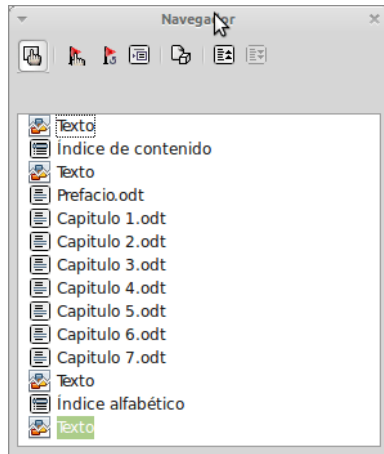 Navegador
Texto
Índice de contenido
Texto
Prefacio.odt
Capitulo 1.odt
Capitulo 2.odt
Capitulo 3.odt
Capitulo 4.odt
Capitulo 5.odt
Capitulo 6.odt
Capitulo 7.odt
Texto
Índice alfabético
Texto